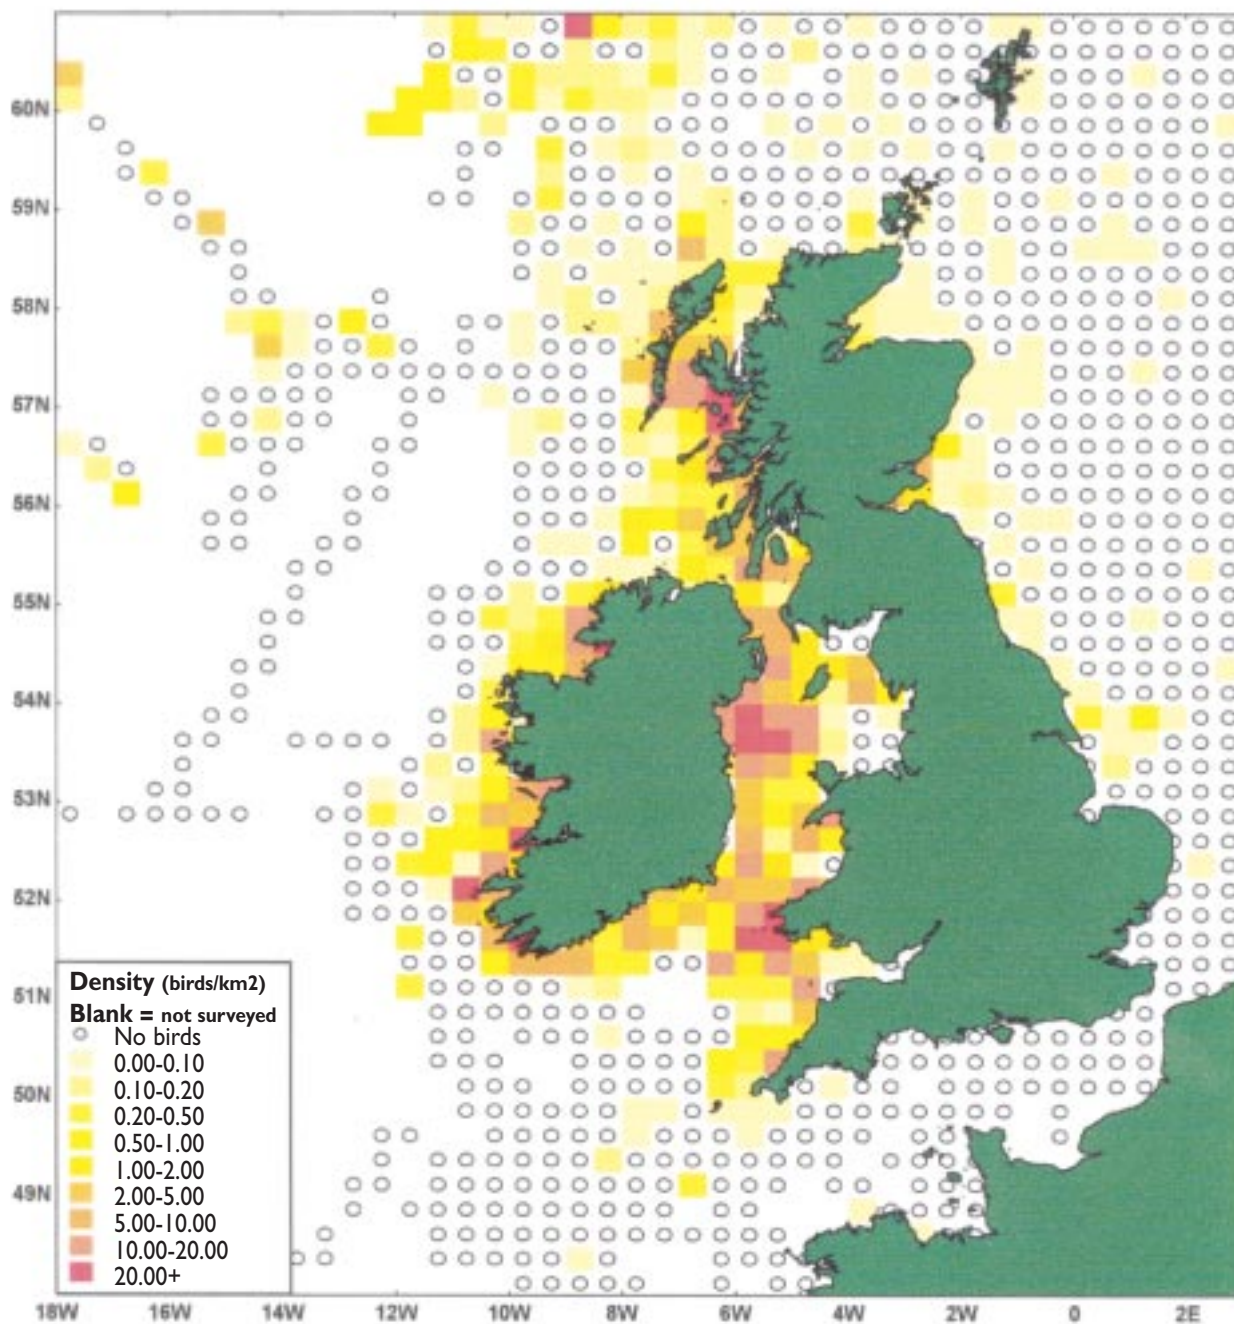 60N
59N
58N
57N
56N
55N
54N
53N
52N
51N
50N
49N
Density (birds/km2)
Blank = not surveyed
No birds
0.00-0.10
0.10-0.20
0.20-0.50
0.50-1.00
1.00-2.00
2.00-5.00
5.00-10.00
10.00-20.00
20.00+
18W 16W 14W 12W 10W 8W 6W 4W 2W 0 2E